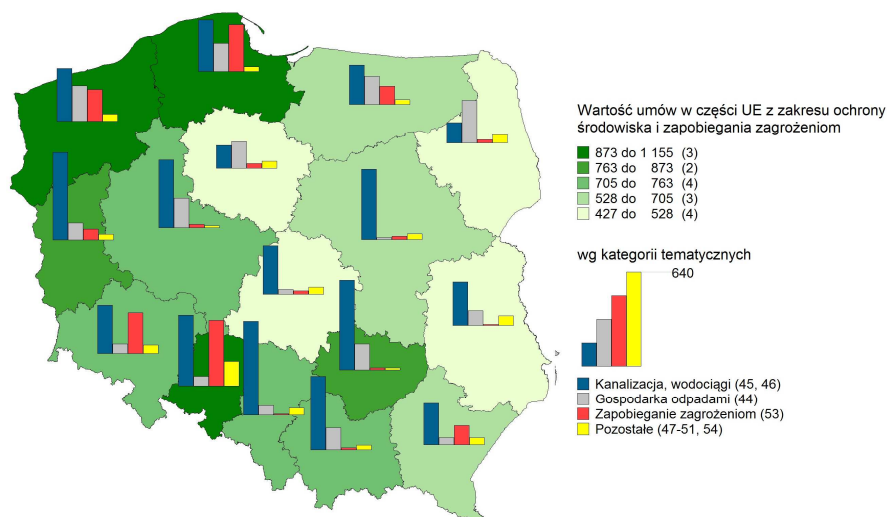 Wartość umów w części UE z zakresu ochrony
środowiska i zapobiegania zagrożeniom
873 do 1 155 (3)
763 do 873 (2)
705 do 763 (4)
528 do 705 (3)
427 do 528 (4)
wg kategorii tematycznych
640
Kanalizacja, wodociągi (45, 46)
Gospodarka odpadami (44)
Zapobieganie zagrożeniom (53)
Pozostałe (47-51, 54)